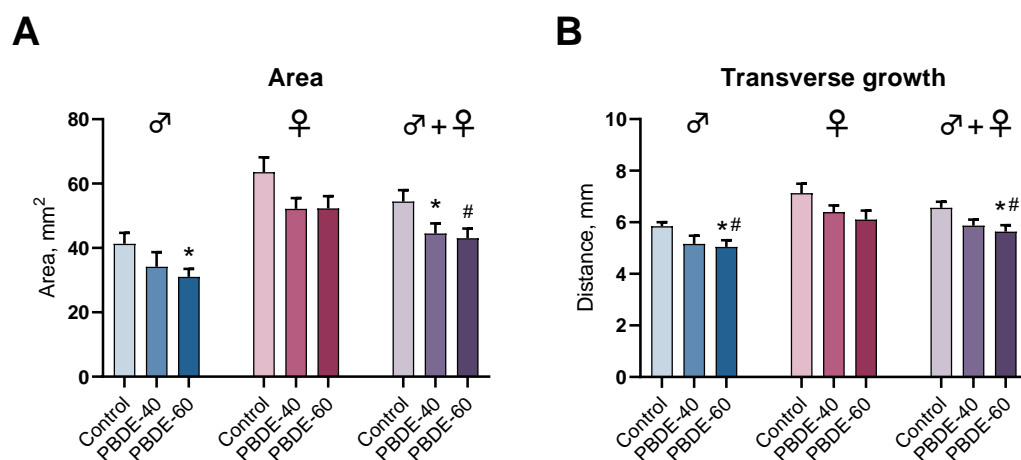 A
Area
♂
♀
♂ + ♀
Area, mm²
80
60
40
20
0
*
*
#
Control
PBDE-40
PBDE-60
Control
PBDE-40
PBDE-60
Control
PBDE-40
PBDE-60
B
Transverse growth
♂
♀
♂ + ♀
Distance, mm
10
8
6
4
2
0
*#
*#
Control
PBDE-40
PBDE-60
Control
PBDE-40
PBDE-60
Control
PBDE-40
PBDE-60